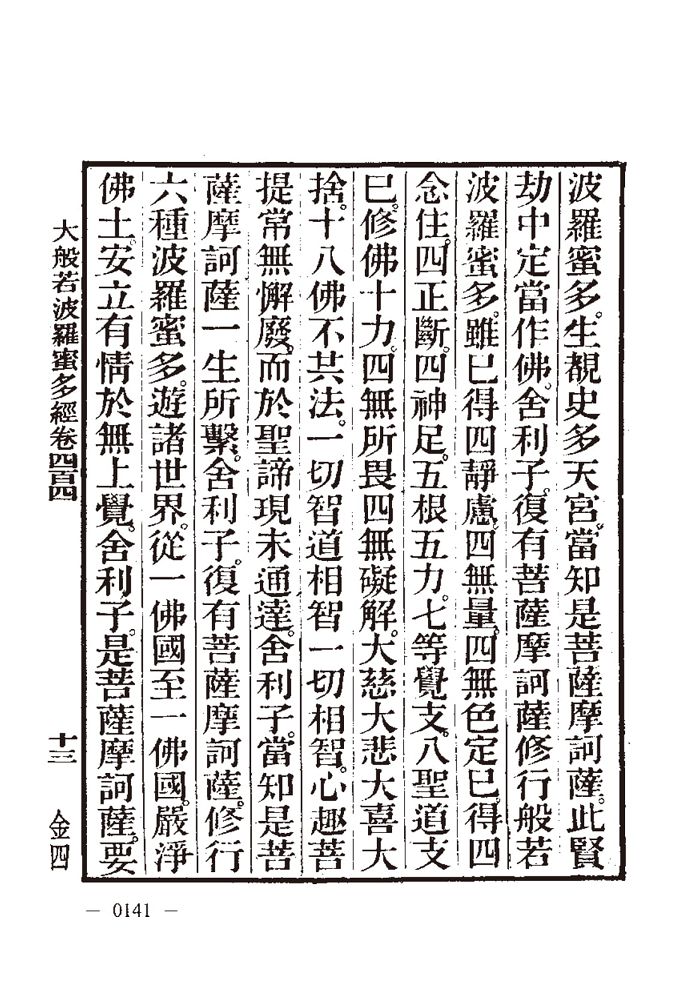 波羅蜜多。生覩史多天宮。當知是菩薩摩訶薩。此賢
劫中定當作佛。舍利子。復有菩薩摩訶薩修行般若
波羅蜜多。雖已得四靜慮。四無量。四無色定。已得四
念住。四正斷。四神足。五根五力。七等覺支。八聖道支
已。修佛十力。四無所畏四無礙解。大慈大悲大喜大
捨。十八佛不共法。一切智道相智一切相智。心趣菩
提常無懈廢。而於聖諦現未通達。舍利子。當知是菩
薩摩訶薩一生所繫。舍利子。復有菩薩摩訶薩。修行
六種波羅蜜多。遊諸世界。從一佛國至一佛國。嚴淨
佛土。安立有情於無上覺。舍利子。是菩薩摩訶薩。要
大般若波羅蜜多經卷四百四 十三 金四
— 0141 —